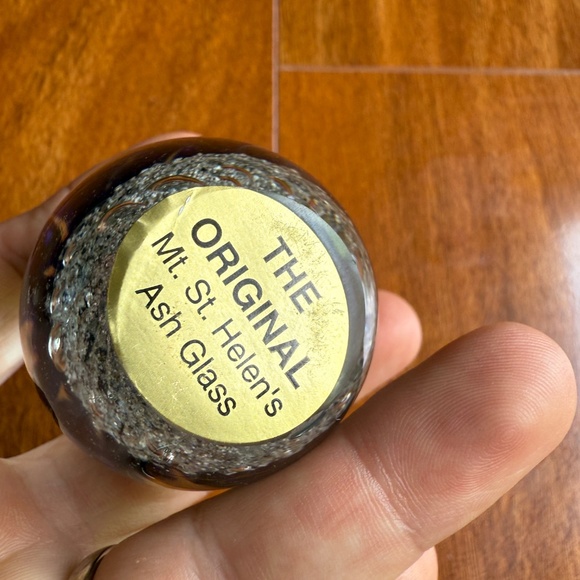 THE
ORIGINAL
Mt. St. Helen's
Ash Glass